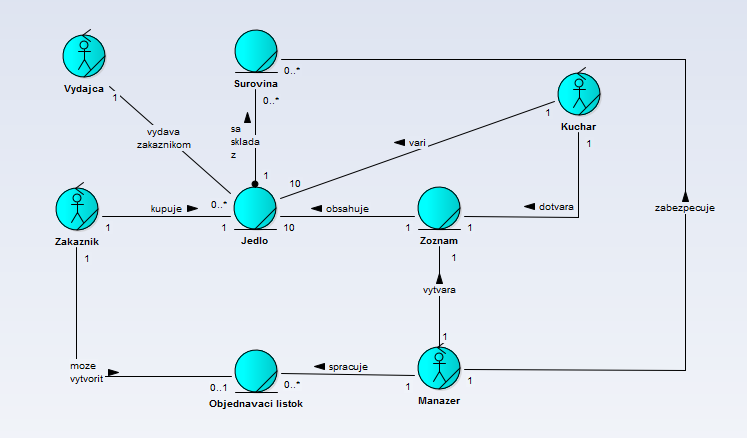 Vydajca
1
vydava
zakaznikom
0..*
Surovina
0..*
0..*
sa
sklada
z
1
10
vari
1
Kuchar
1
Zakaznik
1
kupuje
1
1
Jedlo
10
obsahuje
1
Zoznam
1
dotvara
zabezpecuje
1
vytvara
1
moze
vytvorit
0..1
Objednavaci listok
0..*
spracuje
1
Manazer
1